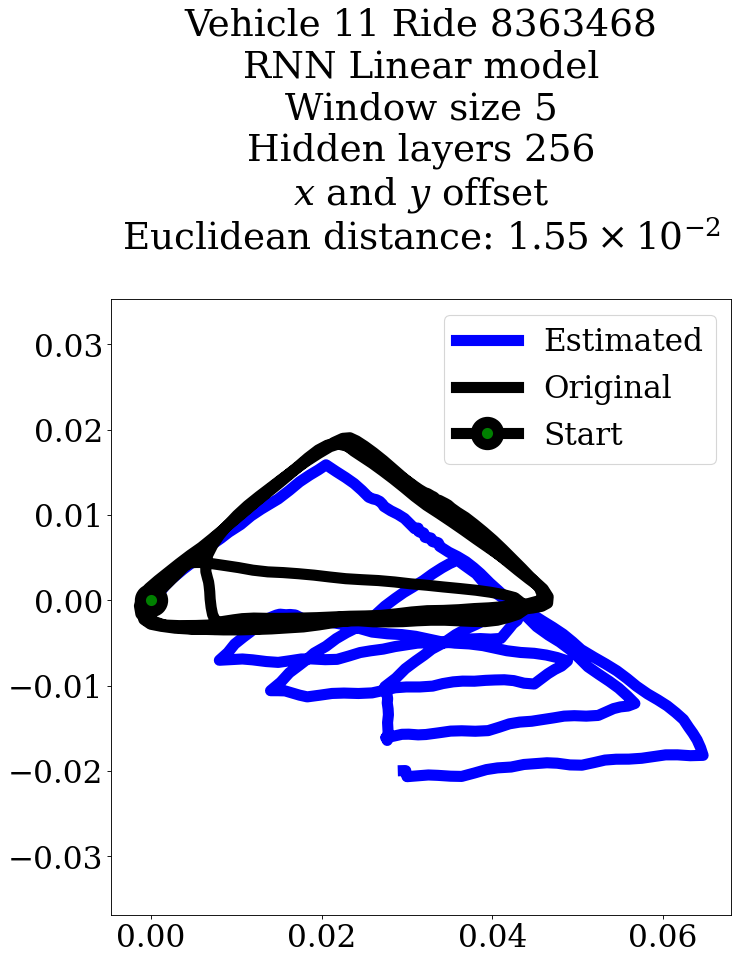 Vehicle 11 Ride 8363468
RNN Linear model
Window size 5
Hidden layers 256
x and y offset
Euclidean distance: 1.55 × 10⁻²
Estimated
Original
Start
0.03
0.02
0.01
0.00
−0.01
−0.02
−0.03
0.00 0.02 0.04 0.06